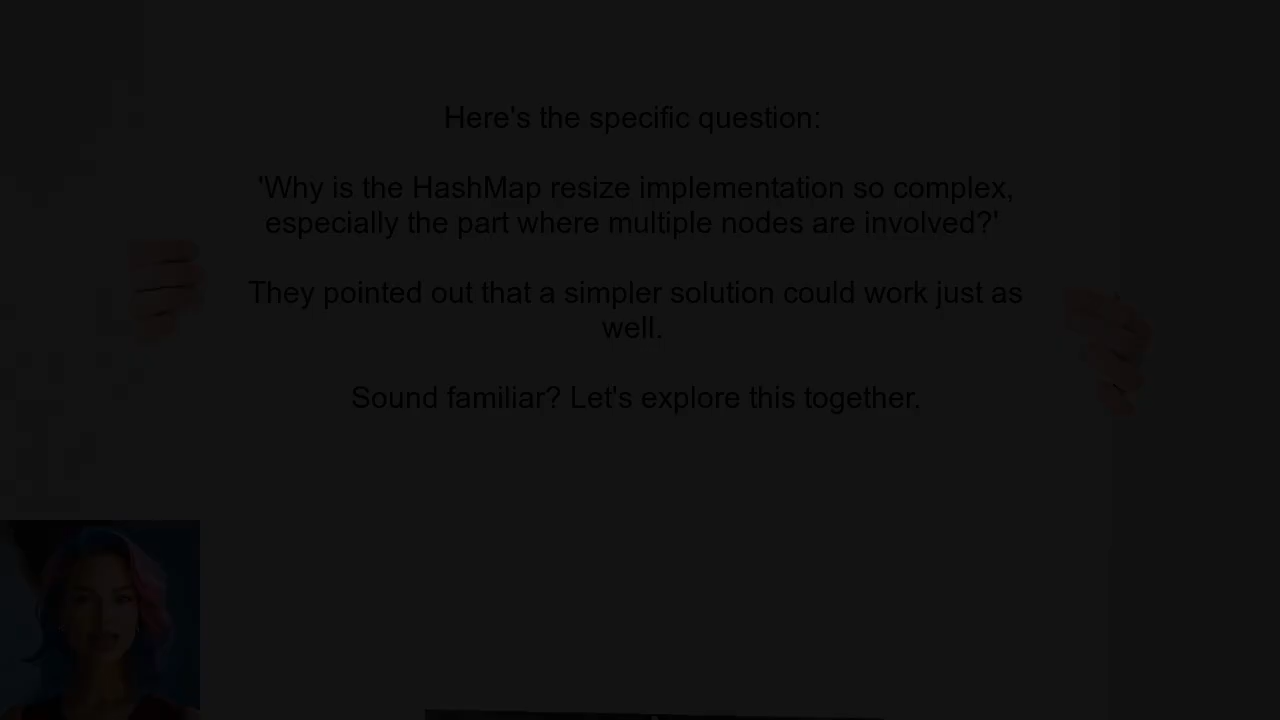 Here's the specific question:
'Why is the HashMap resize implementation so complex,
especially the part where multiple nodes are involved?'
They pointed out that a simpler solution could work just as
well.
Sound familiar? Let's explore this together.